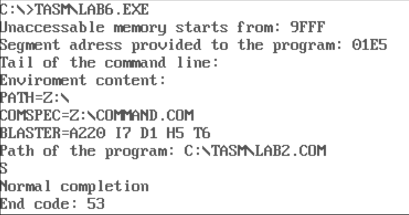 C:\>TASM\LAB6.EXE
Unaccessable memory starts from: 9FFF
Segment adress provided to the program: 01E5
Tail of the command line:
Enviroment content:
PATH=Z:\
COMSPEC=Z:\COMMAND.COM
BLASTER=A220 I7 D1 H5 T6
Path of the program: C:\TASM\LAB2.COM
S
Normal completion
End code: 53